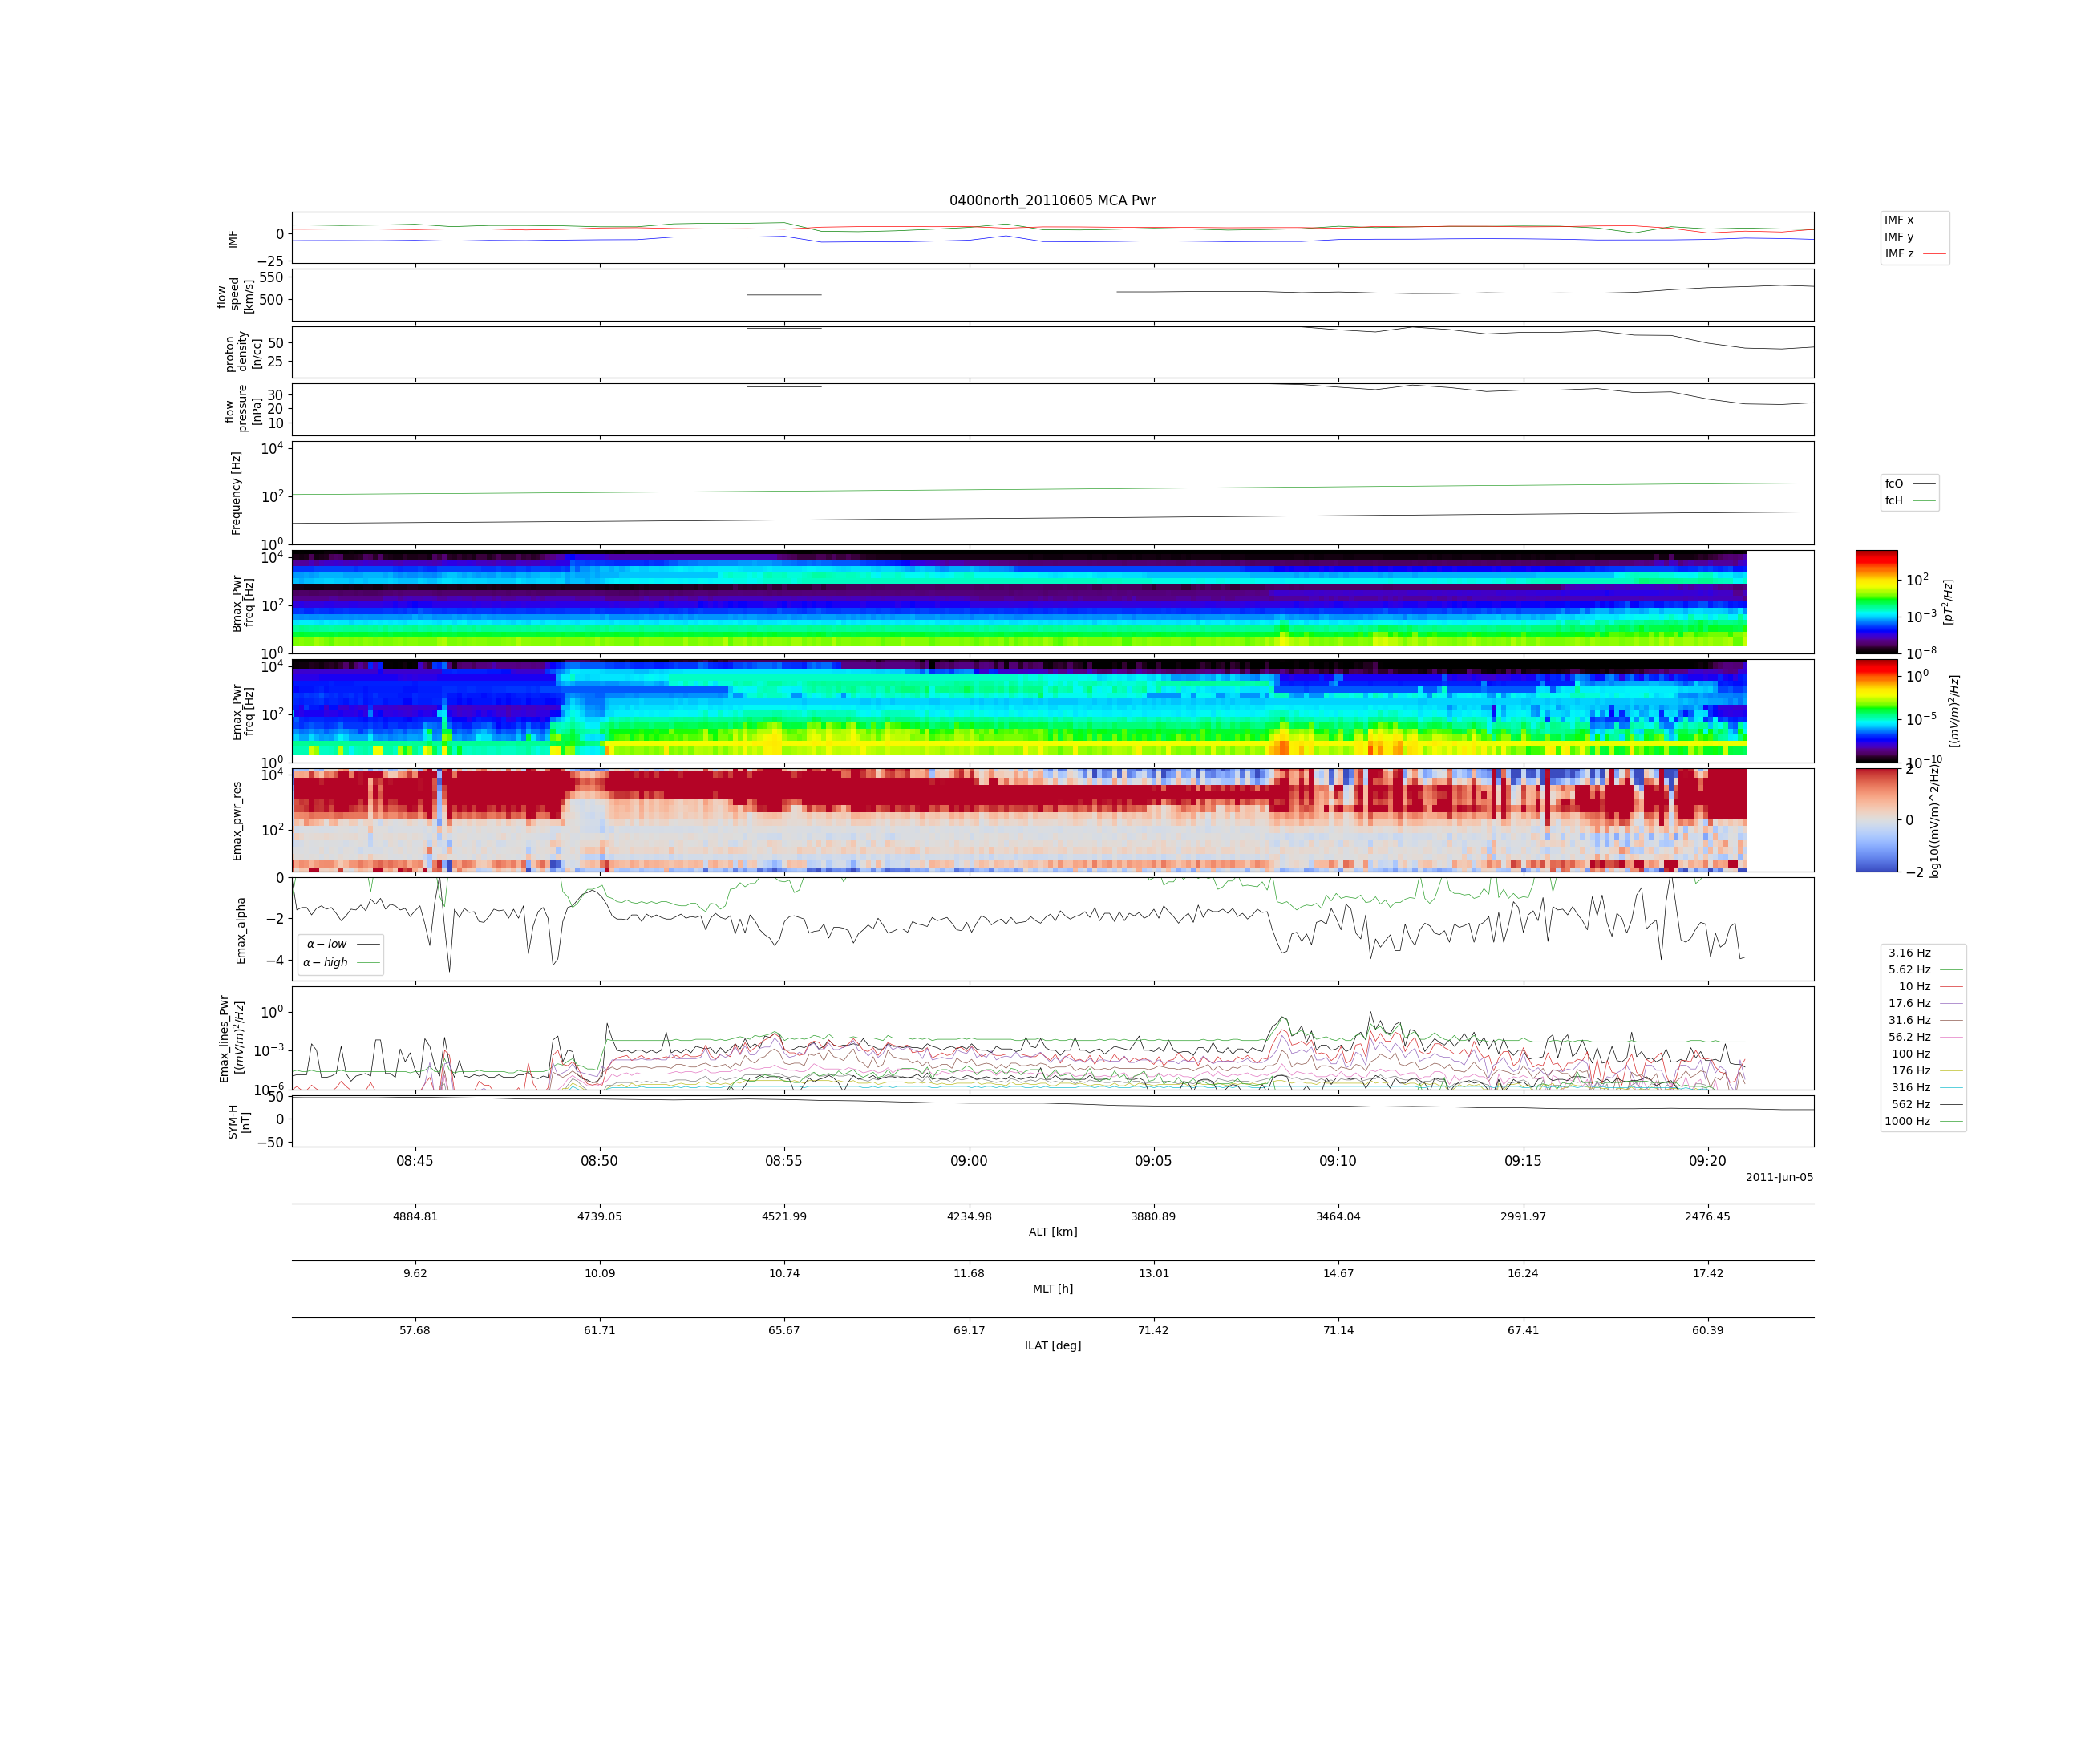 0400north_20110605 MCA Pwr
IMF
0
−25
IMF x
IMF y
IMF z
flow
speed
[km/s]
550
500
proton
density
[n/cc]
50
25
flow
pressure
[nPa]
30
20
10
Frequency [Hz]
10^4
10^2
10^0
fcO
fcH
Bmax_Pwr
freq [Hz]
10^4
10^2
10^0
10^2
10^−3
10^−8
[pT^2/Hz]
Emax_Pwr
freq [Hz]
10^4
10^2
10^0
10^0
10^−5
10^−10
[(mV/m)^2/Hz]
Emax_pwr_res
10^4
10^2
2
0
−2
log10((mV/m)^2/Hz)
Emax_alpha
0
−2
−4
α − low
α − high
Emax_lines_Pwr
[(mV/m)^2/Hz]
10^0
10^−3
10^−6
3.16 Hz
5.62 Hz
10 Hz
17.6 Hz
31.6 Hz
56.2 Hz
100 Hz
176 Hz
316 Hz
562 Hz
1000 Hz
SYM-H
[nT]
50
0
−50
08:45 08:50 08:55 09:00 09:05 09:10 09:15 09:20
2011-Jun-05
4884.81 4739.05 4521.99 4234.98 3880.89 3464.04 2991.97 2476.45
ALT [km]
9.62 10.09 10.74 11.68 13.01 14.67 16.24 17.42
MLT [h]
57.68 61.71 65.67 69.17 71.42 71.14 67.41 60.39
ILAT [deg]